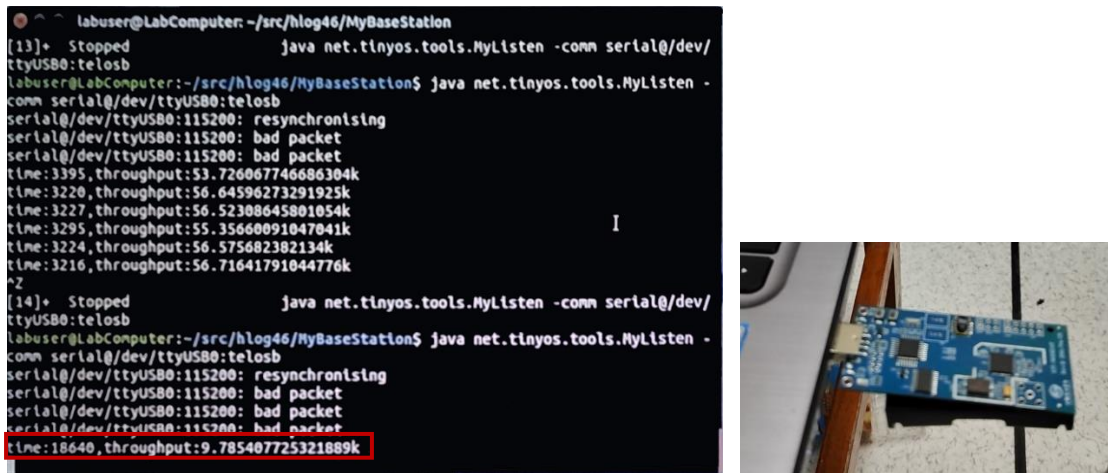 labuser@LabComputer: ~/src/hlog46/MyBaseStation
[13]+  Stopped                 java net.tinyos.tools.MyListen -comm serial@/dev/
ttyUSB0:telosb
labuser@LabComputer:~/src/hlog46/MyBaseStation$ java net.tinyos.tools.MyListen -
comm serial@/dev/ttyUSB0:telosb
serial@/dev/ttyUSB0:115200: resynchronising
serial@/dev/ttyUSB0:115200: bad packet
serial@/dev/ttyUSB0:115200: bad packet
time:3395,throughput:53.726067746686304k
time:3220,throughput:56.64596273291925k
time:3227,throughput:56.52308645801054k
time:3295,throughput:55.35660091047041k
time:3224,throughput:56.575682382134k
time:3216,throughput:56.71641791044776k
^Z
[14]+  Stopped                 java net.tinyos.tools.MyListen -comm serial@/dev/
ttyUSB0:telosb
labuser@LabComputer:~/src/hlog46/MyBaseStation$ java net.tinyos.tools.MyListen -
comm serial@/dev/ttyUSB0:telosb
serial@/dev/ttyUSB0:115200: resynchronising
serial@/dev/ttyUSB0:115200: bad packet
serial@/dev/ttyUSB0:115200: bad packet
serial@/dev/ttyUSB0:115200: bad packet
time:18640,throughput:9.785407725321889k